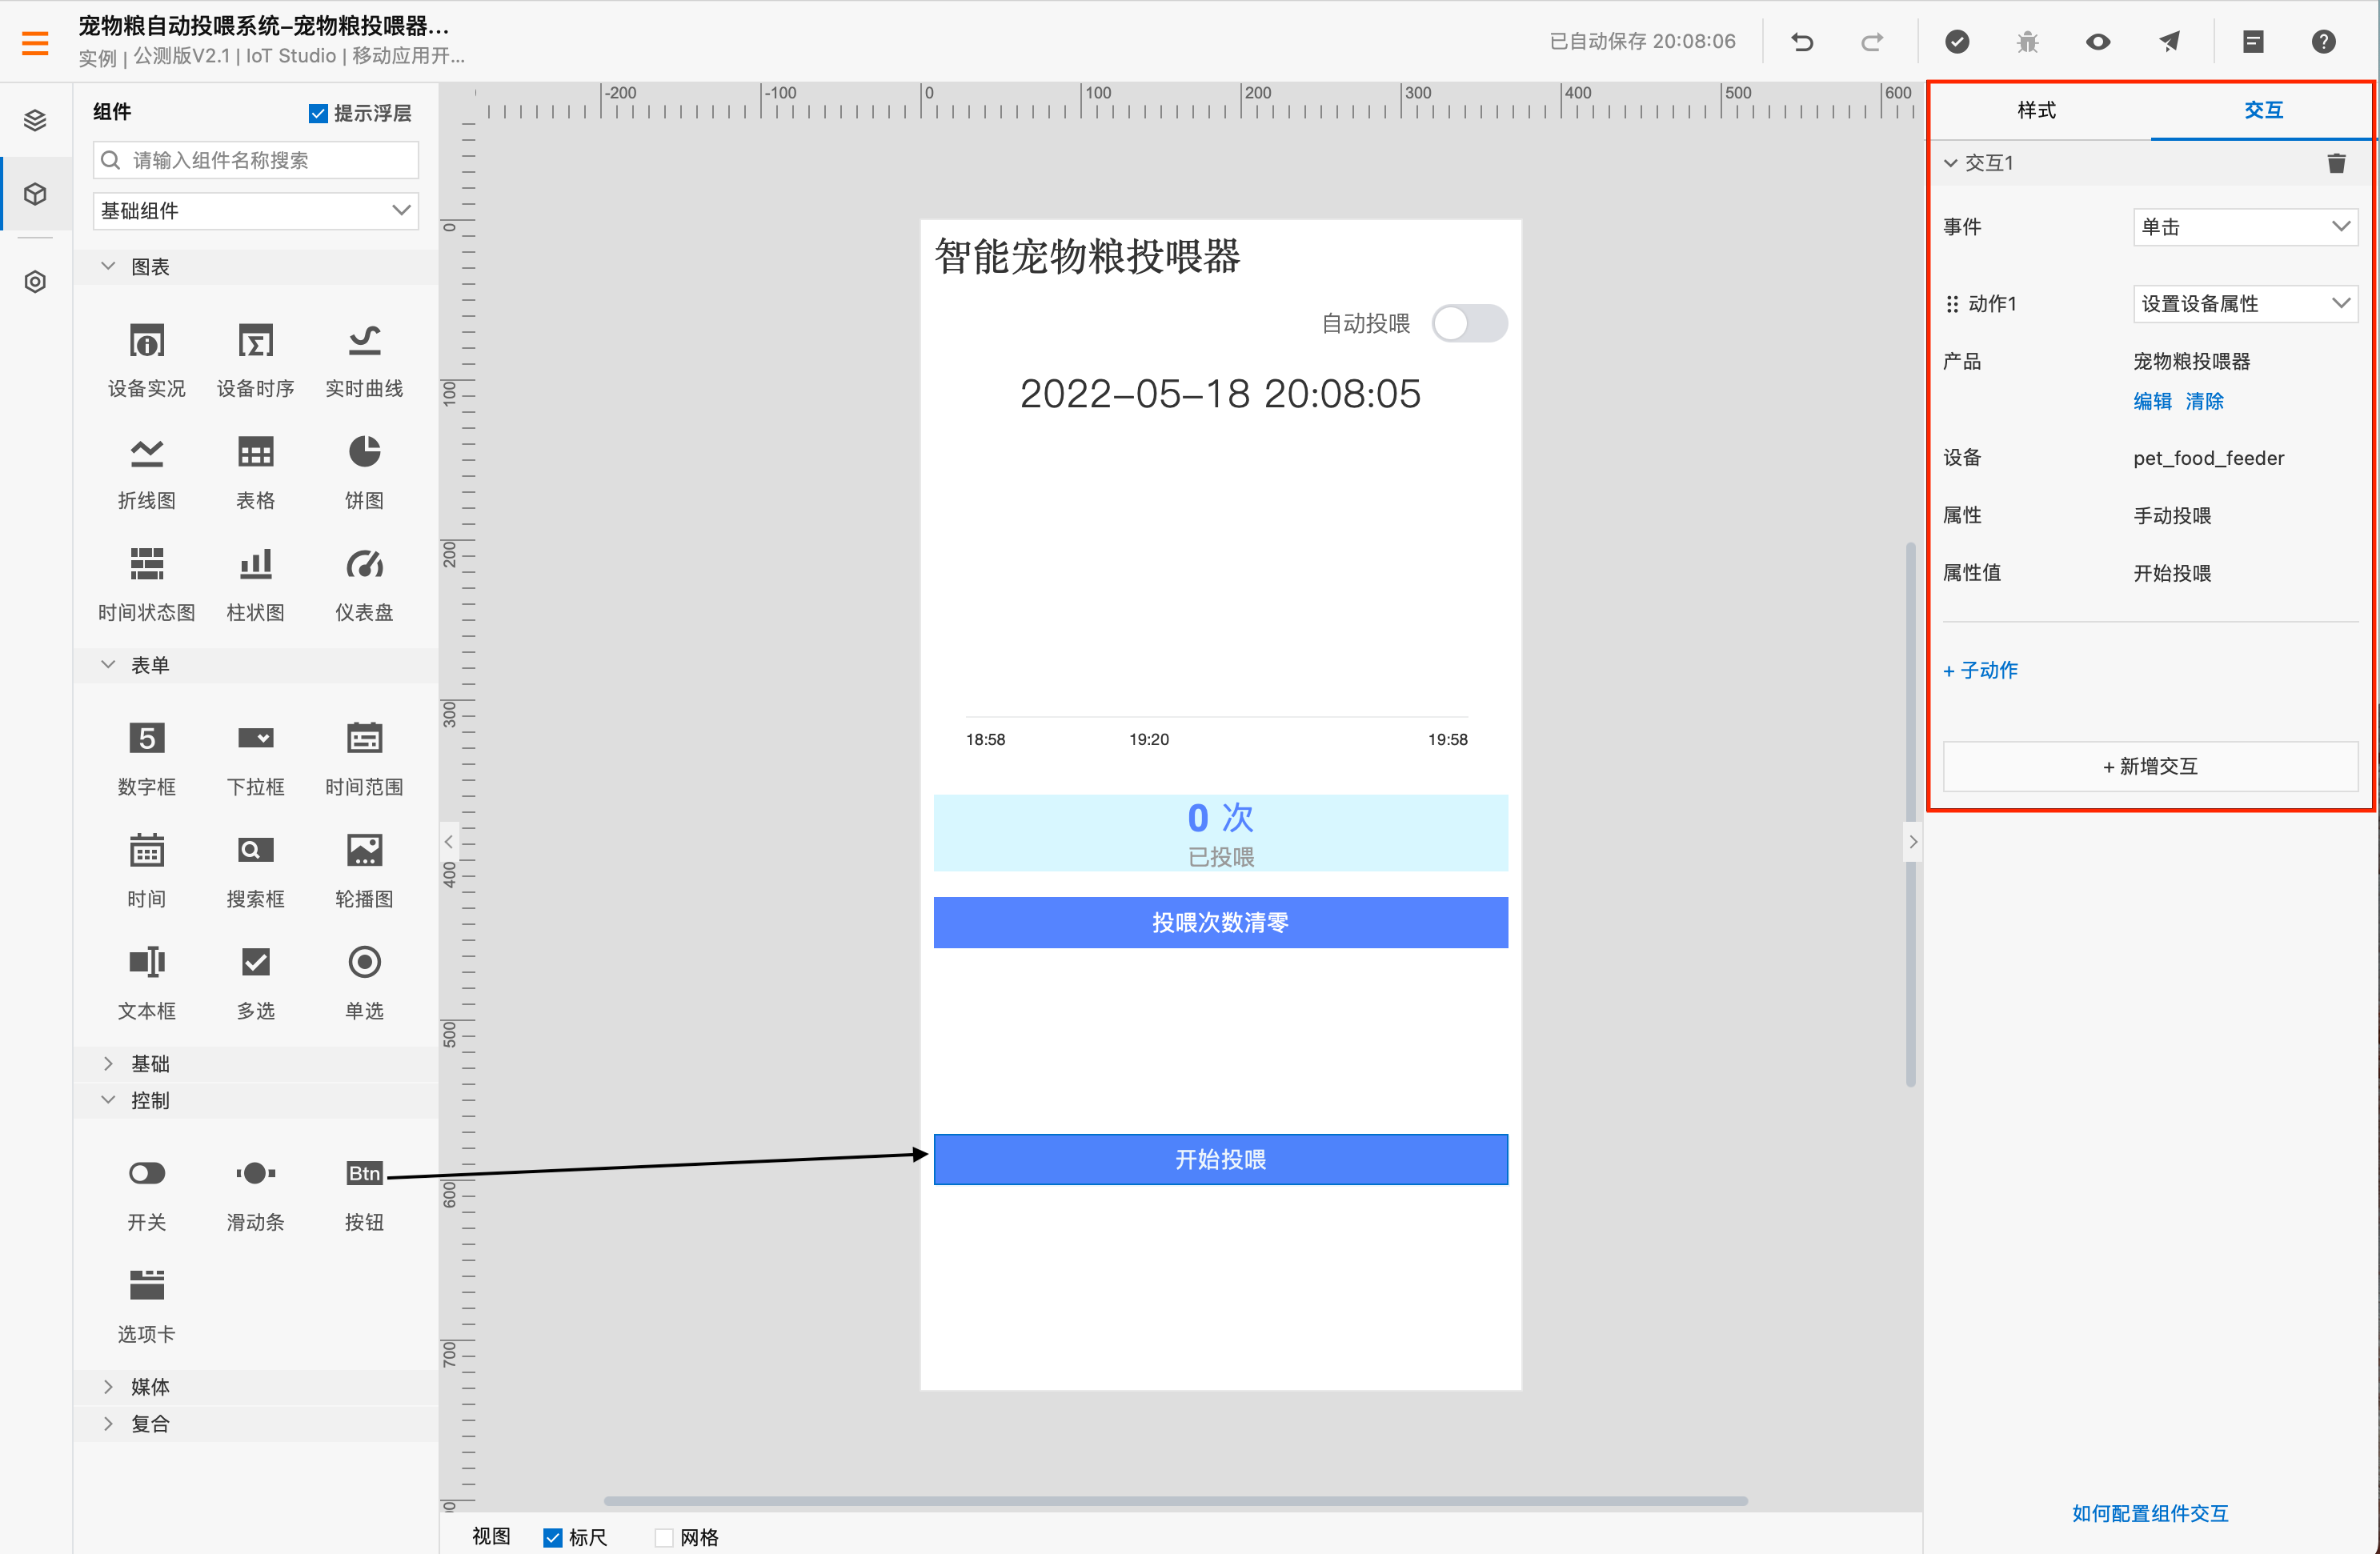 宠物粮自动投喂系统–宠物粮投喂器...
实例 | 公测版V2.1 | IoT Studio | 移动应用开...
已自动保存 20:08:06
组件
提示浮层
请输入组件名称搜索
基础组件
图表
设备实况 设备时序 实时曲线
折线图 表格 饼图
时间状态图 柱状图 仪表盘
表单
5
数字框 下拉框 时间范围
时间 搜索框 轮播图
文本框 多选 单选
基础
控制
Btn
开关 滑动条 按钮
选项卡
媒体
复合
-200 -100 0 100 200 300 400 500 600
0
100
200
300
400
500
600
700
智能宠物粮投喂器
自动投喂
2022–05–18 20:08:05
18:58 19:20 19:58
0 次
已投喂
投喂次数清零
开始投喂
视图 标尺 网格
样式 交互
交互1
事件 单击
动作1 设置设备属性
产品 宠物粮投喂器
编辑 清除
设备 pet_food_feeder
属性 手动投喂
属性值 开始投喂
+ 子动作
+ 新增交互
如何配置组件交互